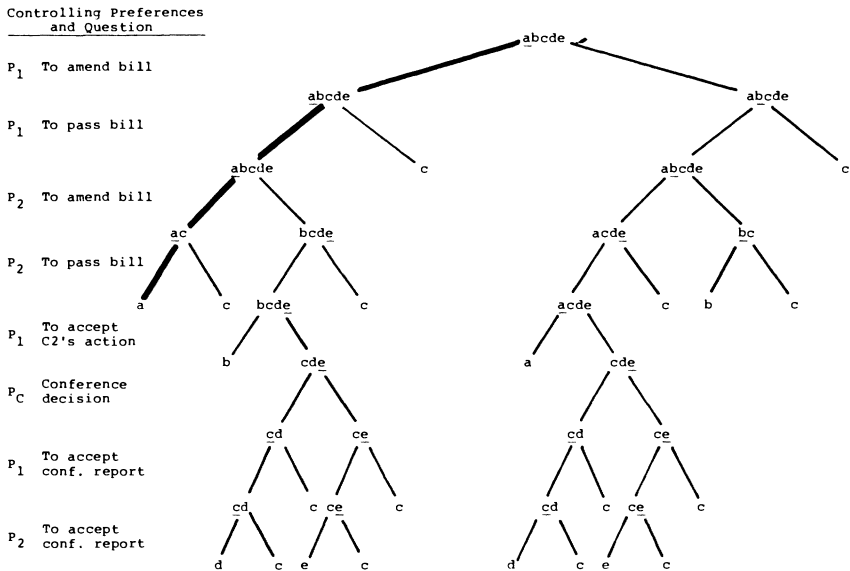 Controlling Preferences
and Question
abcde
P1 To amend bill
abcde abcde
P1 To pass bill
abcde c abcde c
P2 To amend bill
ac bcde acde bc
P2 To pass bill
a c bcde c acde c b c
P1 To accept
C2's action
b cde a cde
PC Conference
decision
cd ce cd ce
P1 To accept
conf. report
cd c ce c cd c ce c
P2 To accept
conf. report
d c e c d c e c